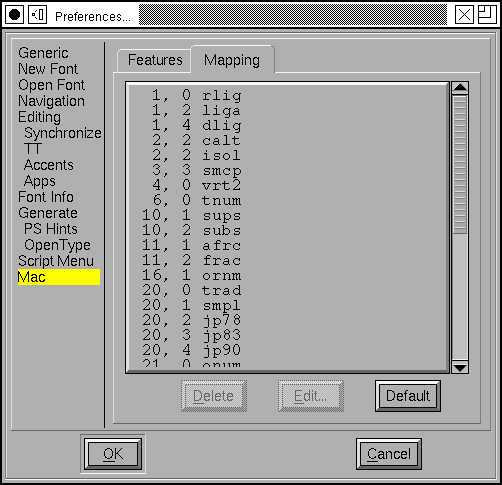 Preferences...
Generic
New Font
Open Font
Navigation
Editing
Synchronize
TT
Accents
Apps
Font Info
Generate
PS Hints
OpenType
Script Menu
Mac
Features Mapping
1, 0 rlig
1, 2 liga
1, 4 dlig
2, 2 calt
2, 2 isol
3, 3 smcp
4, 0 vrt2
6, 0 tnum
10, 1 sups
10, 2 subs
11, 1 afrc
11, 2 frac
16, 1 ornm
20, 0 trad
20, 1 smpl
20, 2 jp78
20, 3 jp83
20, 4 jp90
21, 0 onum
Delete Edit... Default
OK Cancel